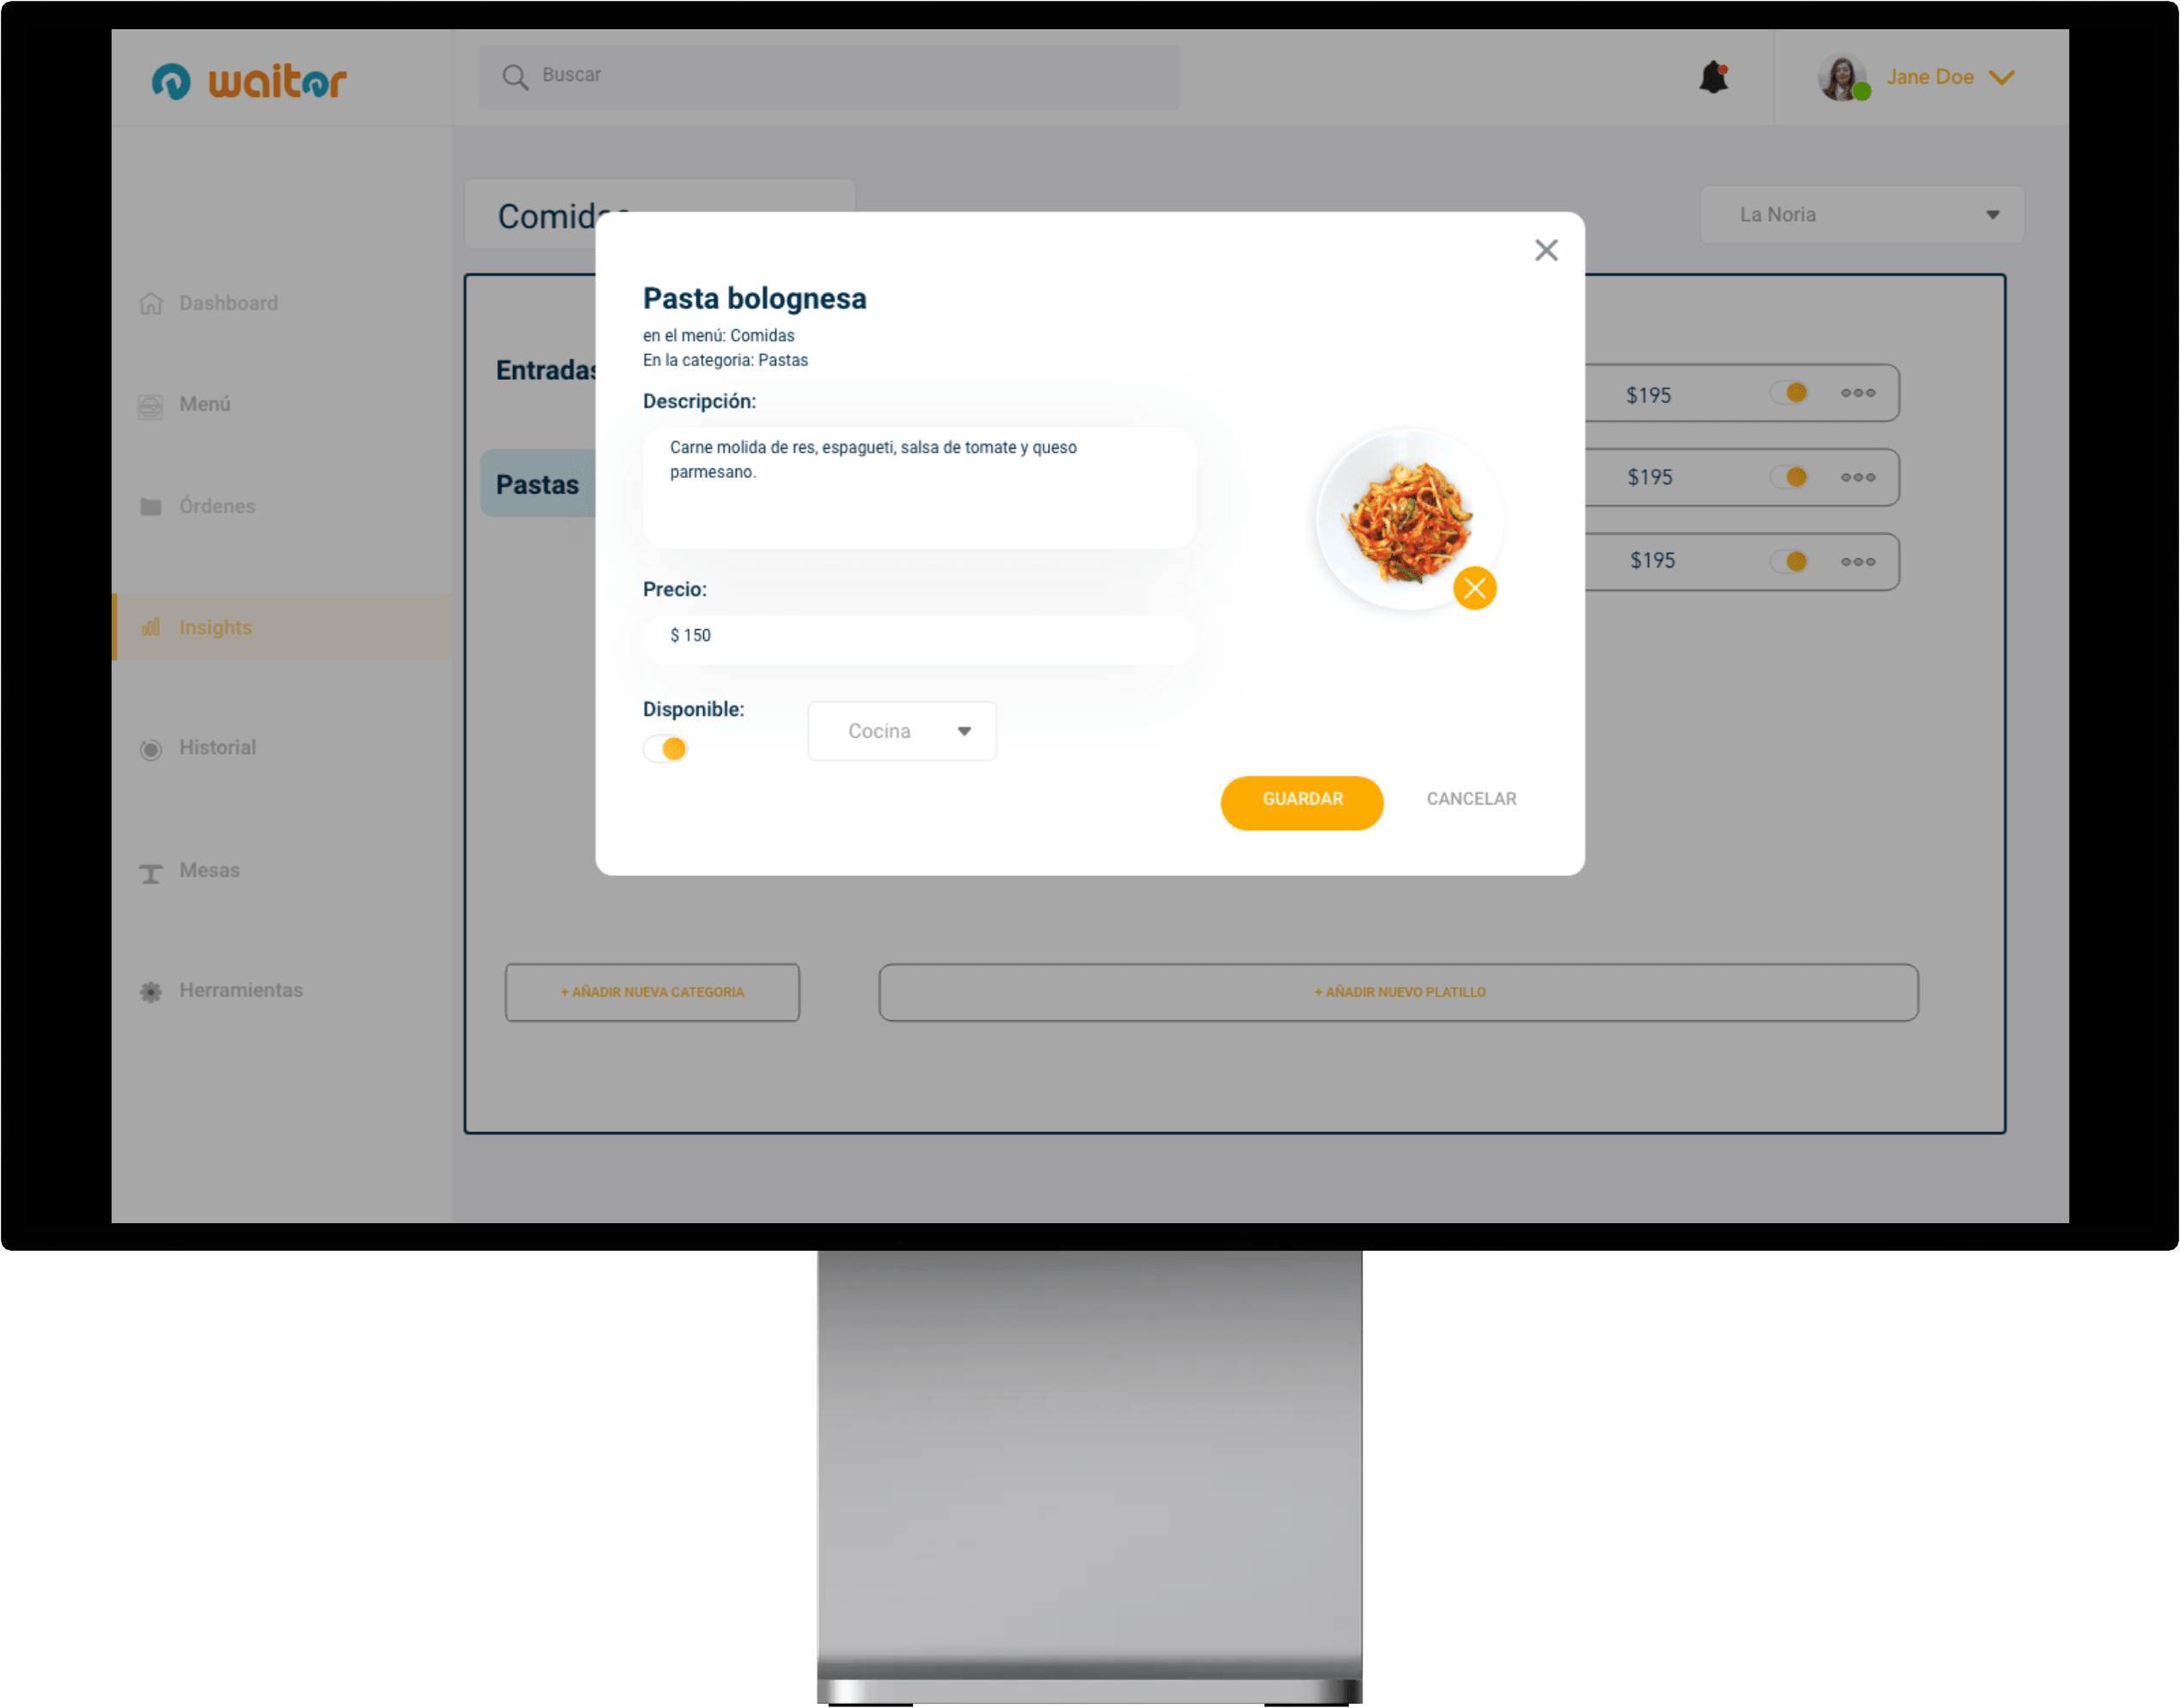 waitor
Buscar
Jane Doe
La Noria
Dashboard
Menú
Órdenes
Insights
Historial
Mesas
Herramientas
Entradas
Pastas
Pasta bolognesa
en el menú: Comidas
En la categoria: Pastas
Descripción:
Carne molida de res, espagueti, salsa de tomate y queso
parmesano.
Precio:
$ 150
Disponible:
Cocina
GUARDAR
CANCELAR
$195
$195
$195
+ AÑADIR NUEVA CATEGORIA
+ AÑADIR NUEVO PLATILLO